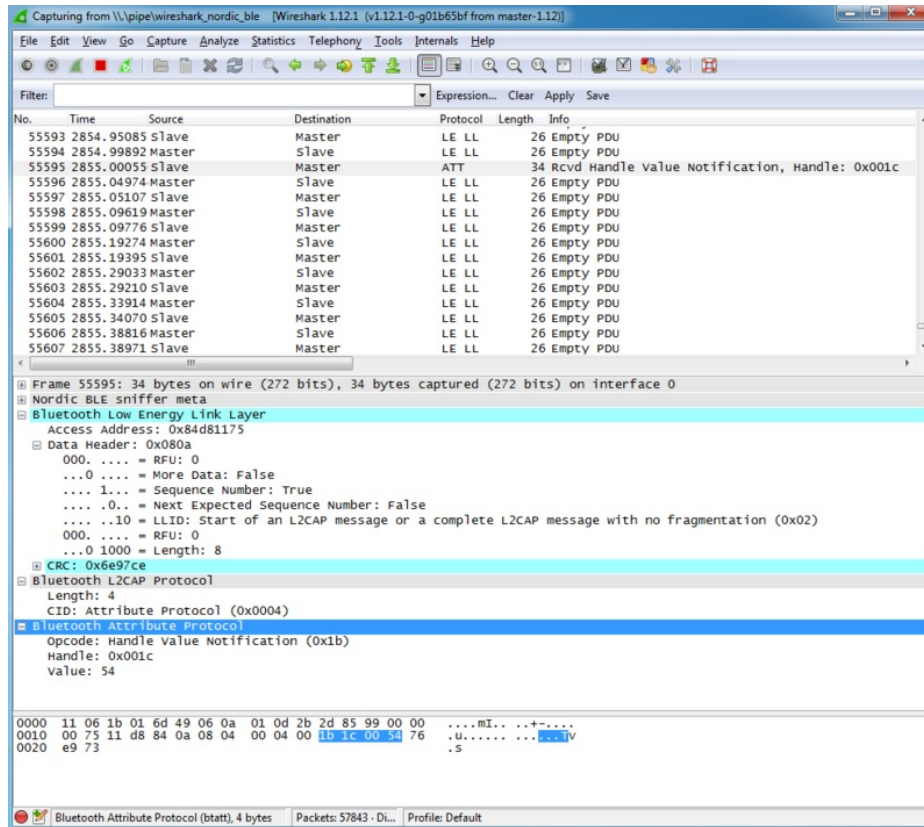 Capturing from \\.\pipe\wireshark_nordic_ble [Wireshark 1.12.1 (v1.12.1-0-g01b65bf from master-1.12)]
File Edit View Go Capture Analyze Statistics Telephony Tools Internals Help
Filter: Expression... Clear Apply Save
No. Time Source Destination Protocol Length Info
55593 2854.95085 Slave Master LE LL 26 Empty PDU
55594 2854.99892 Master Slave LE LL 26 Empty PDU
55595 2855.00055 Slave Master ATT 34 Rcvd Handle Value Notification, Handle: 0x001c
55596 2855.04974 Master Slave LE LL 26 Empty PDU
55597 2855.05107 Slave Master LE LL 26 Empty PDU
55598 2855.09619 Master Slave LE LL 26 Empty PDU
55599 2855.09776 Slave Master LE LL 26 Empty PDU
55600 2855.19274 Master Slave LE LL 26 Empty PDU
55601 2855.19395 Slave Master LE LL 26 Empty PDU
55602 2855.29033 Master Slave LE LL 26 Empty PDU
55603 2855.29210 Slave Master LE LL 26 Empty PDU
55604 2855.33914 Master Slave LE LL 26 Empty PDU
55605 2855.34070 Slave Master LE LL 26 Empty PDU
55606 2855.38816 Master Slave LE LL 26 Empty PDU
55607 2855.38971 Slave Master LE LL 26 Empty PDU
Frame 55595: 34 bytes on wire (272 bits), 34 bytes captured (272 bits) on interface 0
Nordic BLE sniffer meta
Bluetooth Low Energy Link Layer
Access Address: 0x84d81175
Data Header: 0x080a
000. .... = RFU: 0
...0 .... = More Data: False
.... 1... = Sequence Number: True
.... .0.. = Next Expected Sequence Number: False
.... ..10 = LLID: Start of an L2CAP message or a complete L2CAP message with no fragmentation (0x02)
000. .... = RFU: 0
...0 1000 = Length: 8
CRC: 0x6e97ce
Bluetooth L2CAP Protocol
Length: 4
CID: Attribute Protocol (0x0004)
Bluetooth Attribute Protocol
Opcode: Handle Value Notification (0x1b)
Handle: 0x001c
Value: 54
0000 11 06 1b 01 6d 49 06 0a 01 0d 2b 2d 85 99 00 00 ....mI.. ..+-....
0010 00 75 11 d8 84 0a 08 04 00 04 00 1b 1c 00 54 76 .u...... ......Tv
0020 e9 73 .s
Bluetooth Attribute Protocol (btatt), 4 bytes Packets: 57843 · Di... Profile: Default